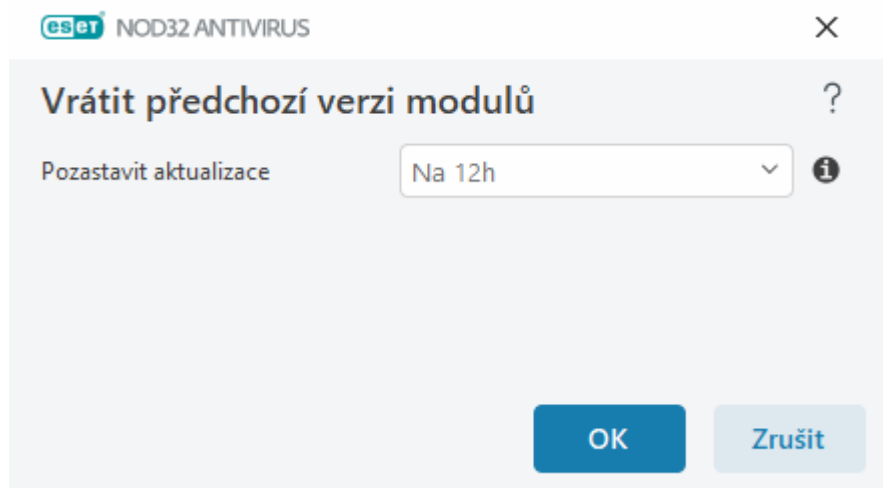 eset NOD32 ANTIVIRUS
Vrátit předchozí verzi modulů
?
Pozastavit aktualizace
Na 12h
OK
Zrušit